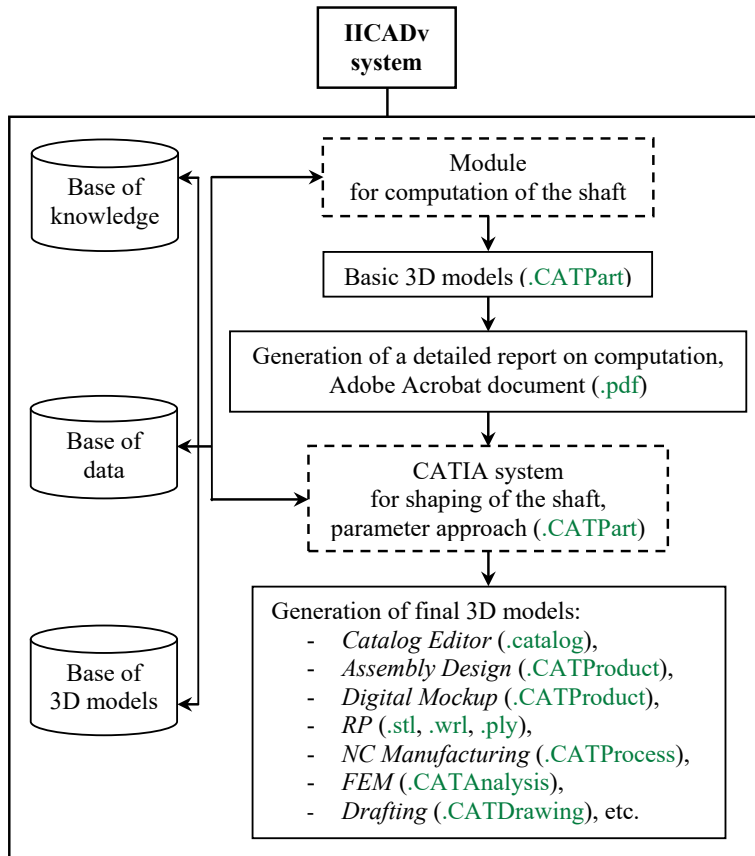 IICADv
system
Base of
knowledge
Module
for computation of the shaft
Basic 3D models (.CATPart)
Generation of a detailed report on computation,
Adobe Acrobat document (.pdf)
Base of
data
CATIA system
for shaping of the shaft,
parameter approach (.CATPart)
Base of
3D models
Generation of final 3D models:
- Catalog Editor (.catalog),
- Assembly Design (.CATProduct),
- Digital Mockup (.CATProduct),
- RP (.stl, .wrl, .ply),
- NC Manufacturing (.CATProcess),
- FEM (.CATAnalysis),
- Drafting (.CATDrawing), etc.